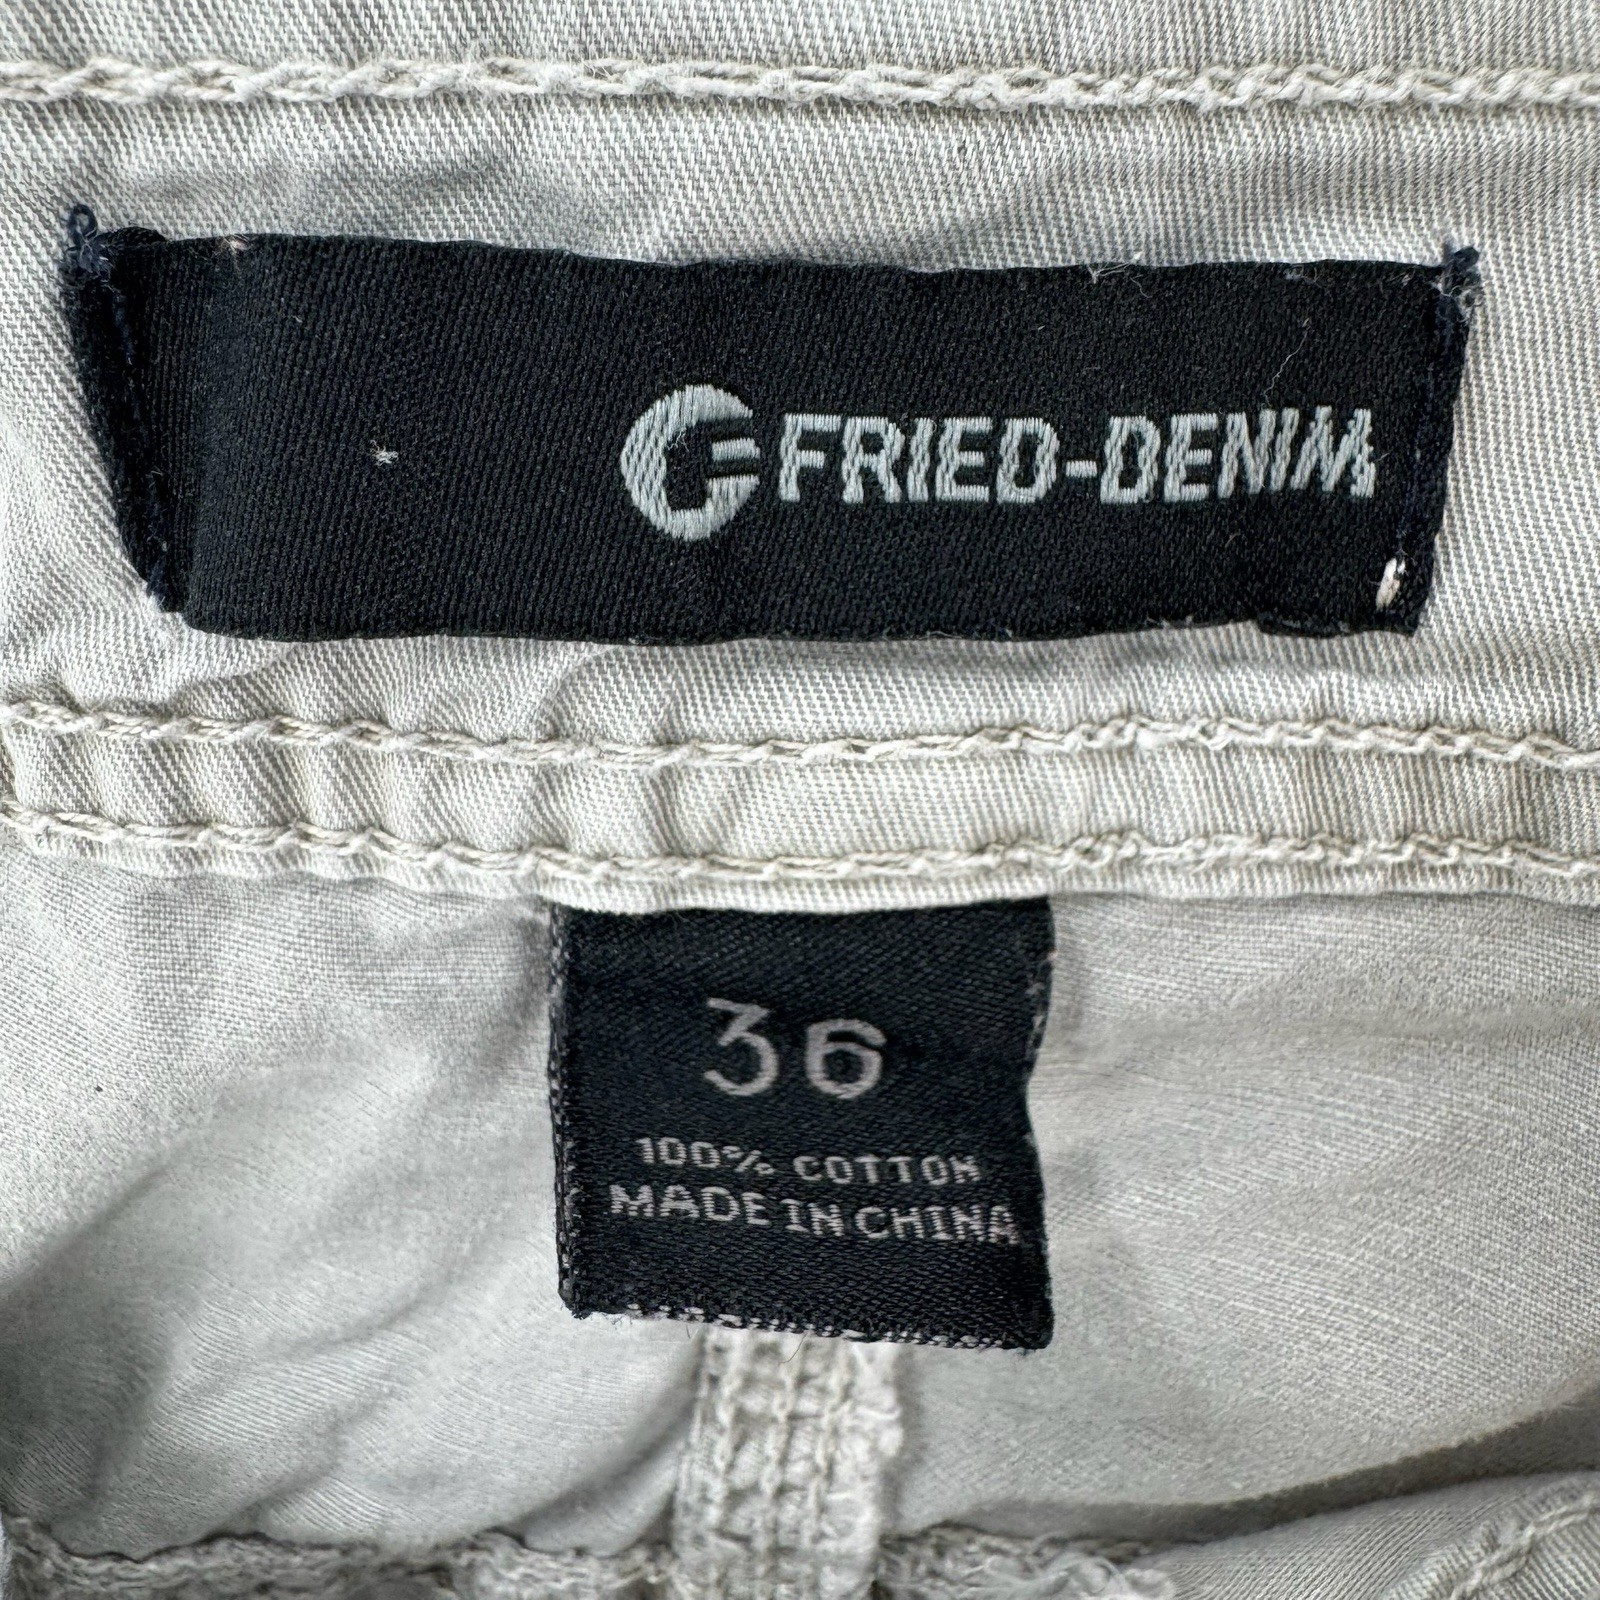 FRIED-DENIM
36
100% COTTON
MADE IN CHINA